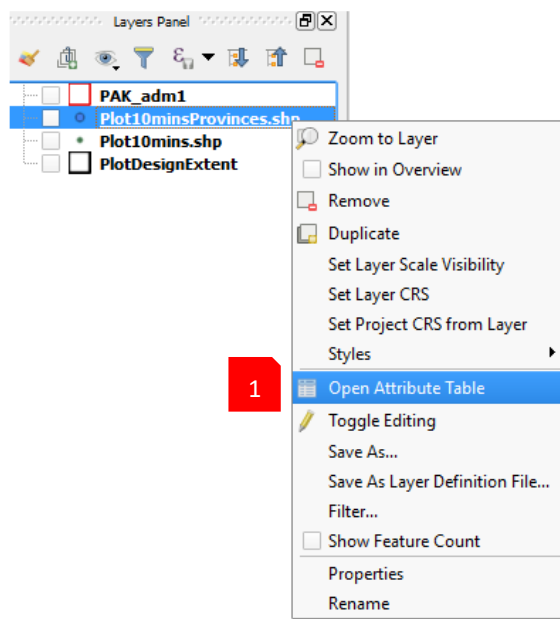 Layers Panel
PAK_adm1
Plot10minsProvinces.shp
Plot10mins.shp
PlotDesignExtent
Zoom to Layer
Show in Overview
Remove
Duplicate
Set Layer Scale Visibility
Set Layer CRS
Set Project CRS from Layer
Styles
1
Open Attribute Table
Toggle Editing
Save As...
Save As Layer Definition File...
Filter...
Show Feature Count
Properties
Rename